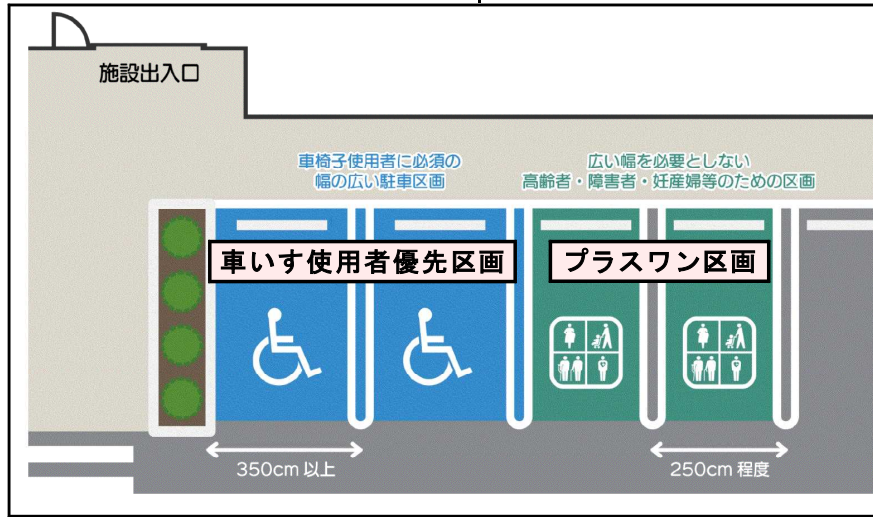 施設出入口
車椅子使用者に必須の
幅の広い駐車区画
広い幅を必要としない
高齢者・障害者・妊産婦等のための区画
車いす使用者優先区画
プラスワン区画
350cm 以上
250cm 程度